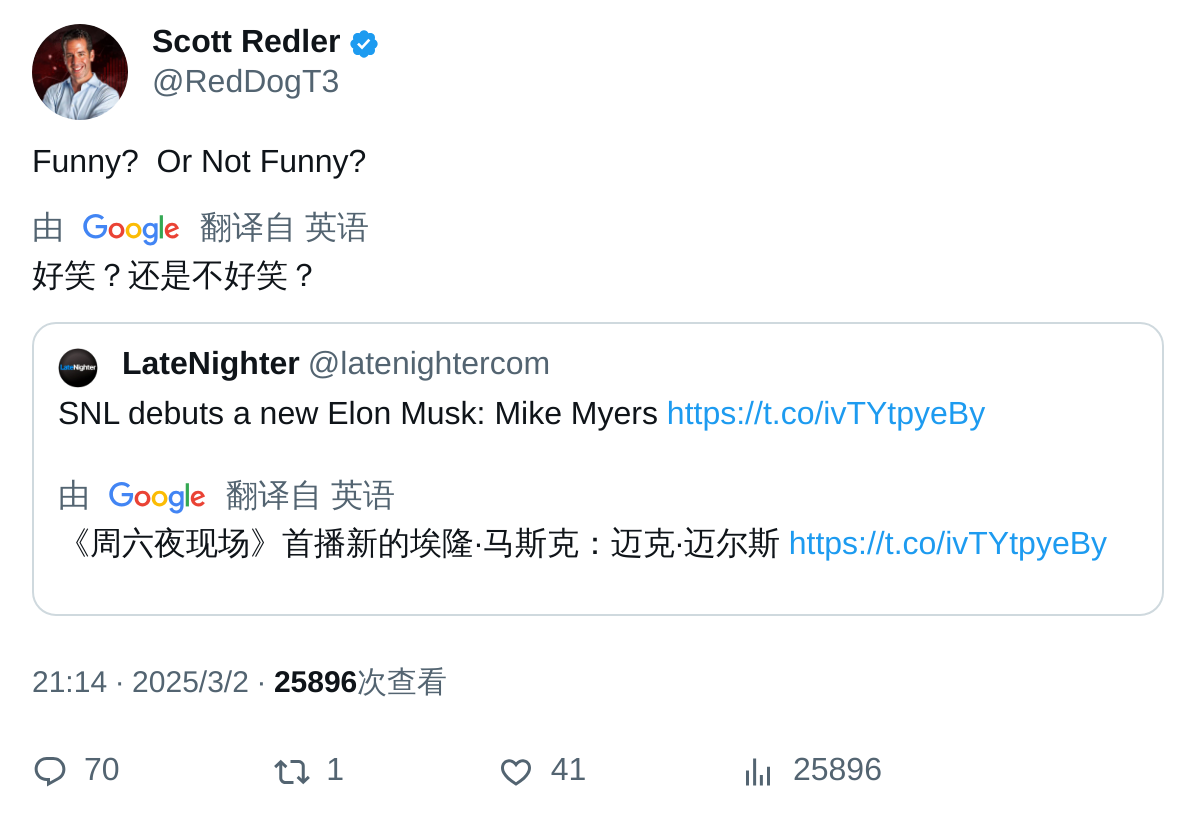 Scott Redler
@RedDogT3
Funny?  Or Not Funny?
由 Google 翻译自 英语
好笑？还是不好笑？
LateNighter
LateNighter @latenightercom
SNL debuts a new Elon Musk: Mike Myers https://t.co/ivTYtpyeBy
由 Google 翻译自 英语
《周六夜现场》首播新的埃隆·马斯克：迈克·迈尔斯 https://t.co/ivTYtpyeBy
21:14 · 2025/3/2 · 25896次查看
70 1 41 25896